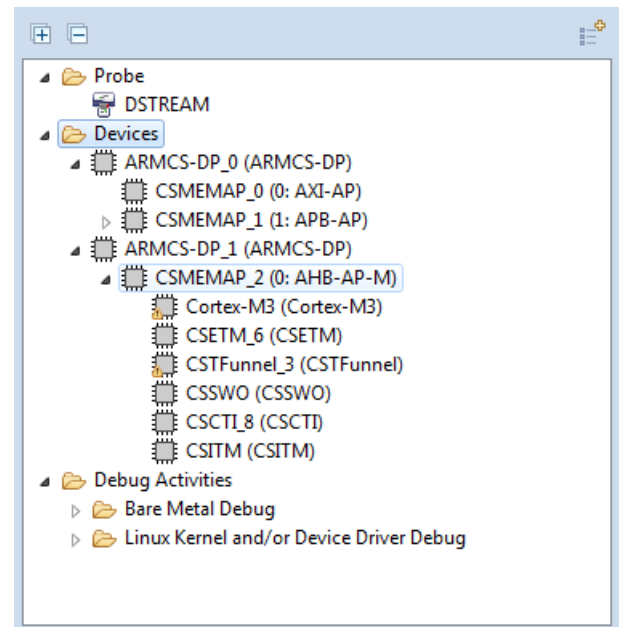 Probe
DSTREAM
Devices
ARMCS-DP_0 (ARMCS-DP)
CSMEMAP_0 (0: AXI-AP)
CSMEMAP_1 (1: APB-AP)
ARMCS-DP_1 (ARMCS-DP)
CSMEMAP_2 (0: AHB-AP-M)
Cortex-M3 (Cortex-M3)
CSETM_6 (CSETM)
CSTFunnel_3 (CSTFunnel)
CSSWO (CSSWO)
CSCTI_8 (CSCTI)
CSITM (CSITM)
Debug Activities
Bare Metal Debug
Linux Kernel and/or Device Driver Debug